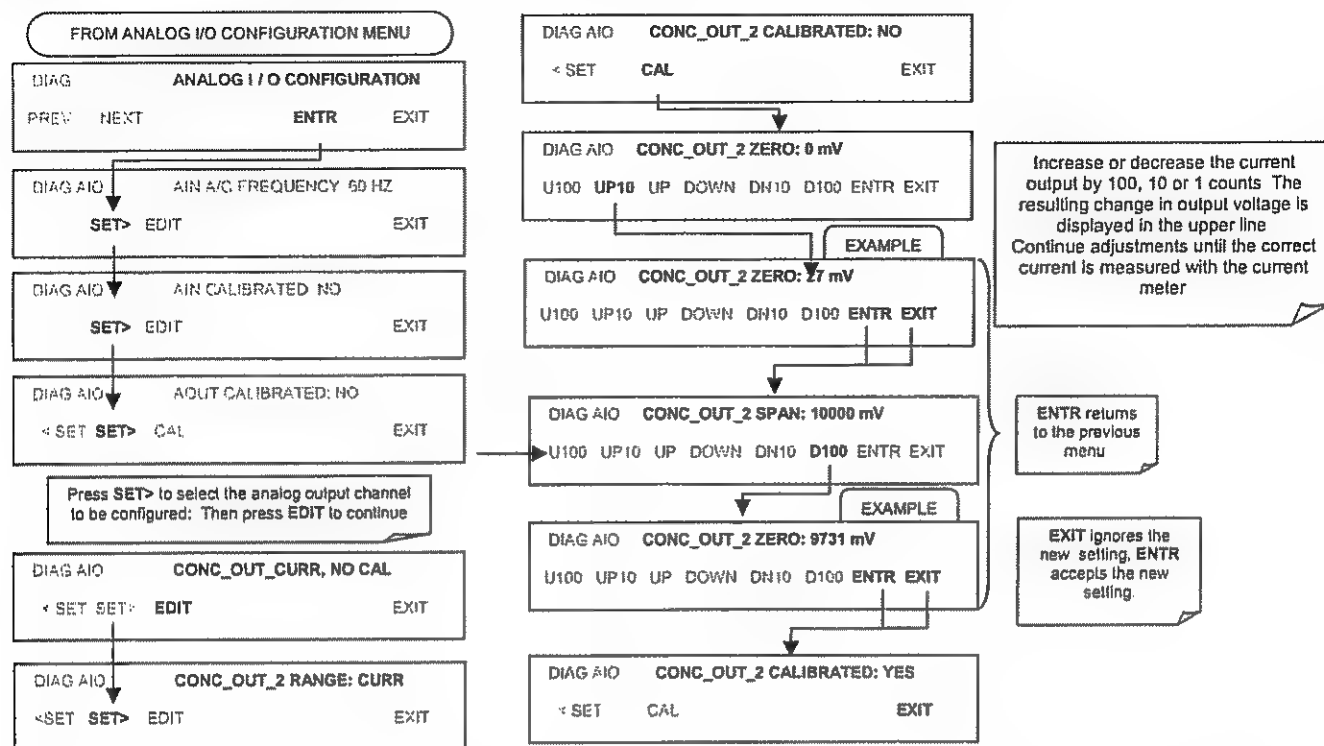 FROM ANALOG I/O CONFIGURATION MENU
DIAG ANALOG I / O CONFIGURATION
PREV NEXT ENTR EXIT
DIAG AIO AIN A/C FREQUENCY 60 HZ
SET> EDIT EXIT
DIAG AIO AIN CALIBRATED NO
SET> EDIT EXIT
DIAG AIO AOUT CALIBRATED: NO
< SET SET> CAL EXIT
Press SET> to select the analog output channel
to be configured: Then press EDIT to continue
DIAG AIO CONC_OUT_CURR, NO CAL
< SET SET> EDIT EXIT
DIAG AIO CONC_OUT_2 RANGE: CURR
<SET SET> EDIT EXIT
DIAG AIO CONC_OUT_2 CALIBRATED: NO
< SET CAL EXIT
DIAG AIO CONC_OUT_2 ZERO: 0 mV
U100 UP10 UP DOWN DN10 D100 ENTR EXIT
EXAMPLE
DIAG AIO CONC_OUT_2 ZERO: 27 mV
U100 UP10 UP DOWN DN10 D100 ENTR EXIT
DIAG AIO CONC_OUT_2 SPAN: 10000 mV
U100 UP10 UP DOWN DN10 D100 ENTR EXIT
EXAMPLE
DIAG AIO CONC_OUT_2 ZERO: 9731 mV
U100 UP10 UP DOWN DN10 D100 ENTR EXIT
DIAG AIO CONC_OUT_2 CALIBRATED: YES
< SET CAL EXIT
Increase or decrease the current
output by 100, 10 or 1 counts The
resulting change in output voltage is
displayed in the upper line
Continue adjustments until the correct
current is measured with the current
meter
ENTR returns
to the previous
menu
EXIT ignores the
new setting, ENTR
accepts the new
setting.